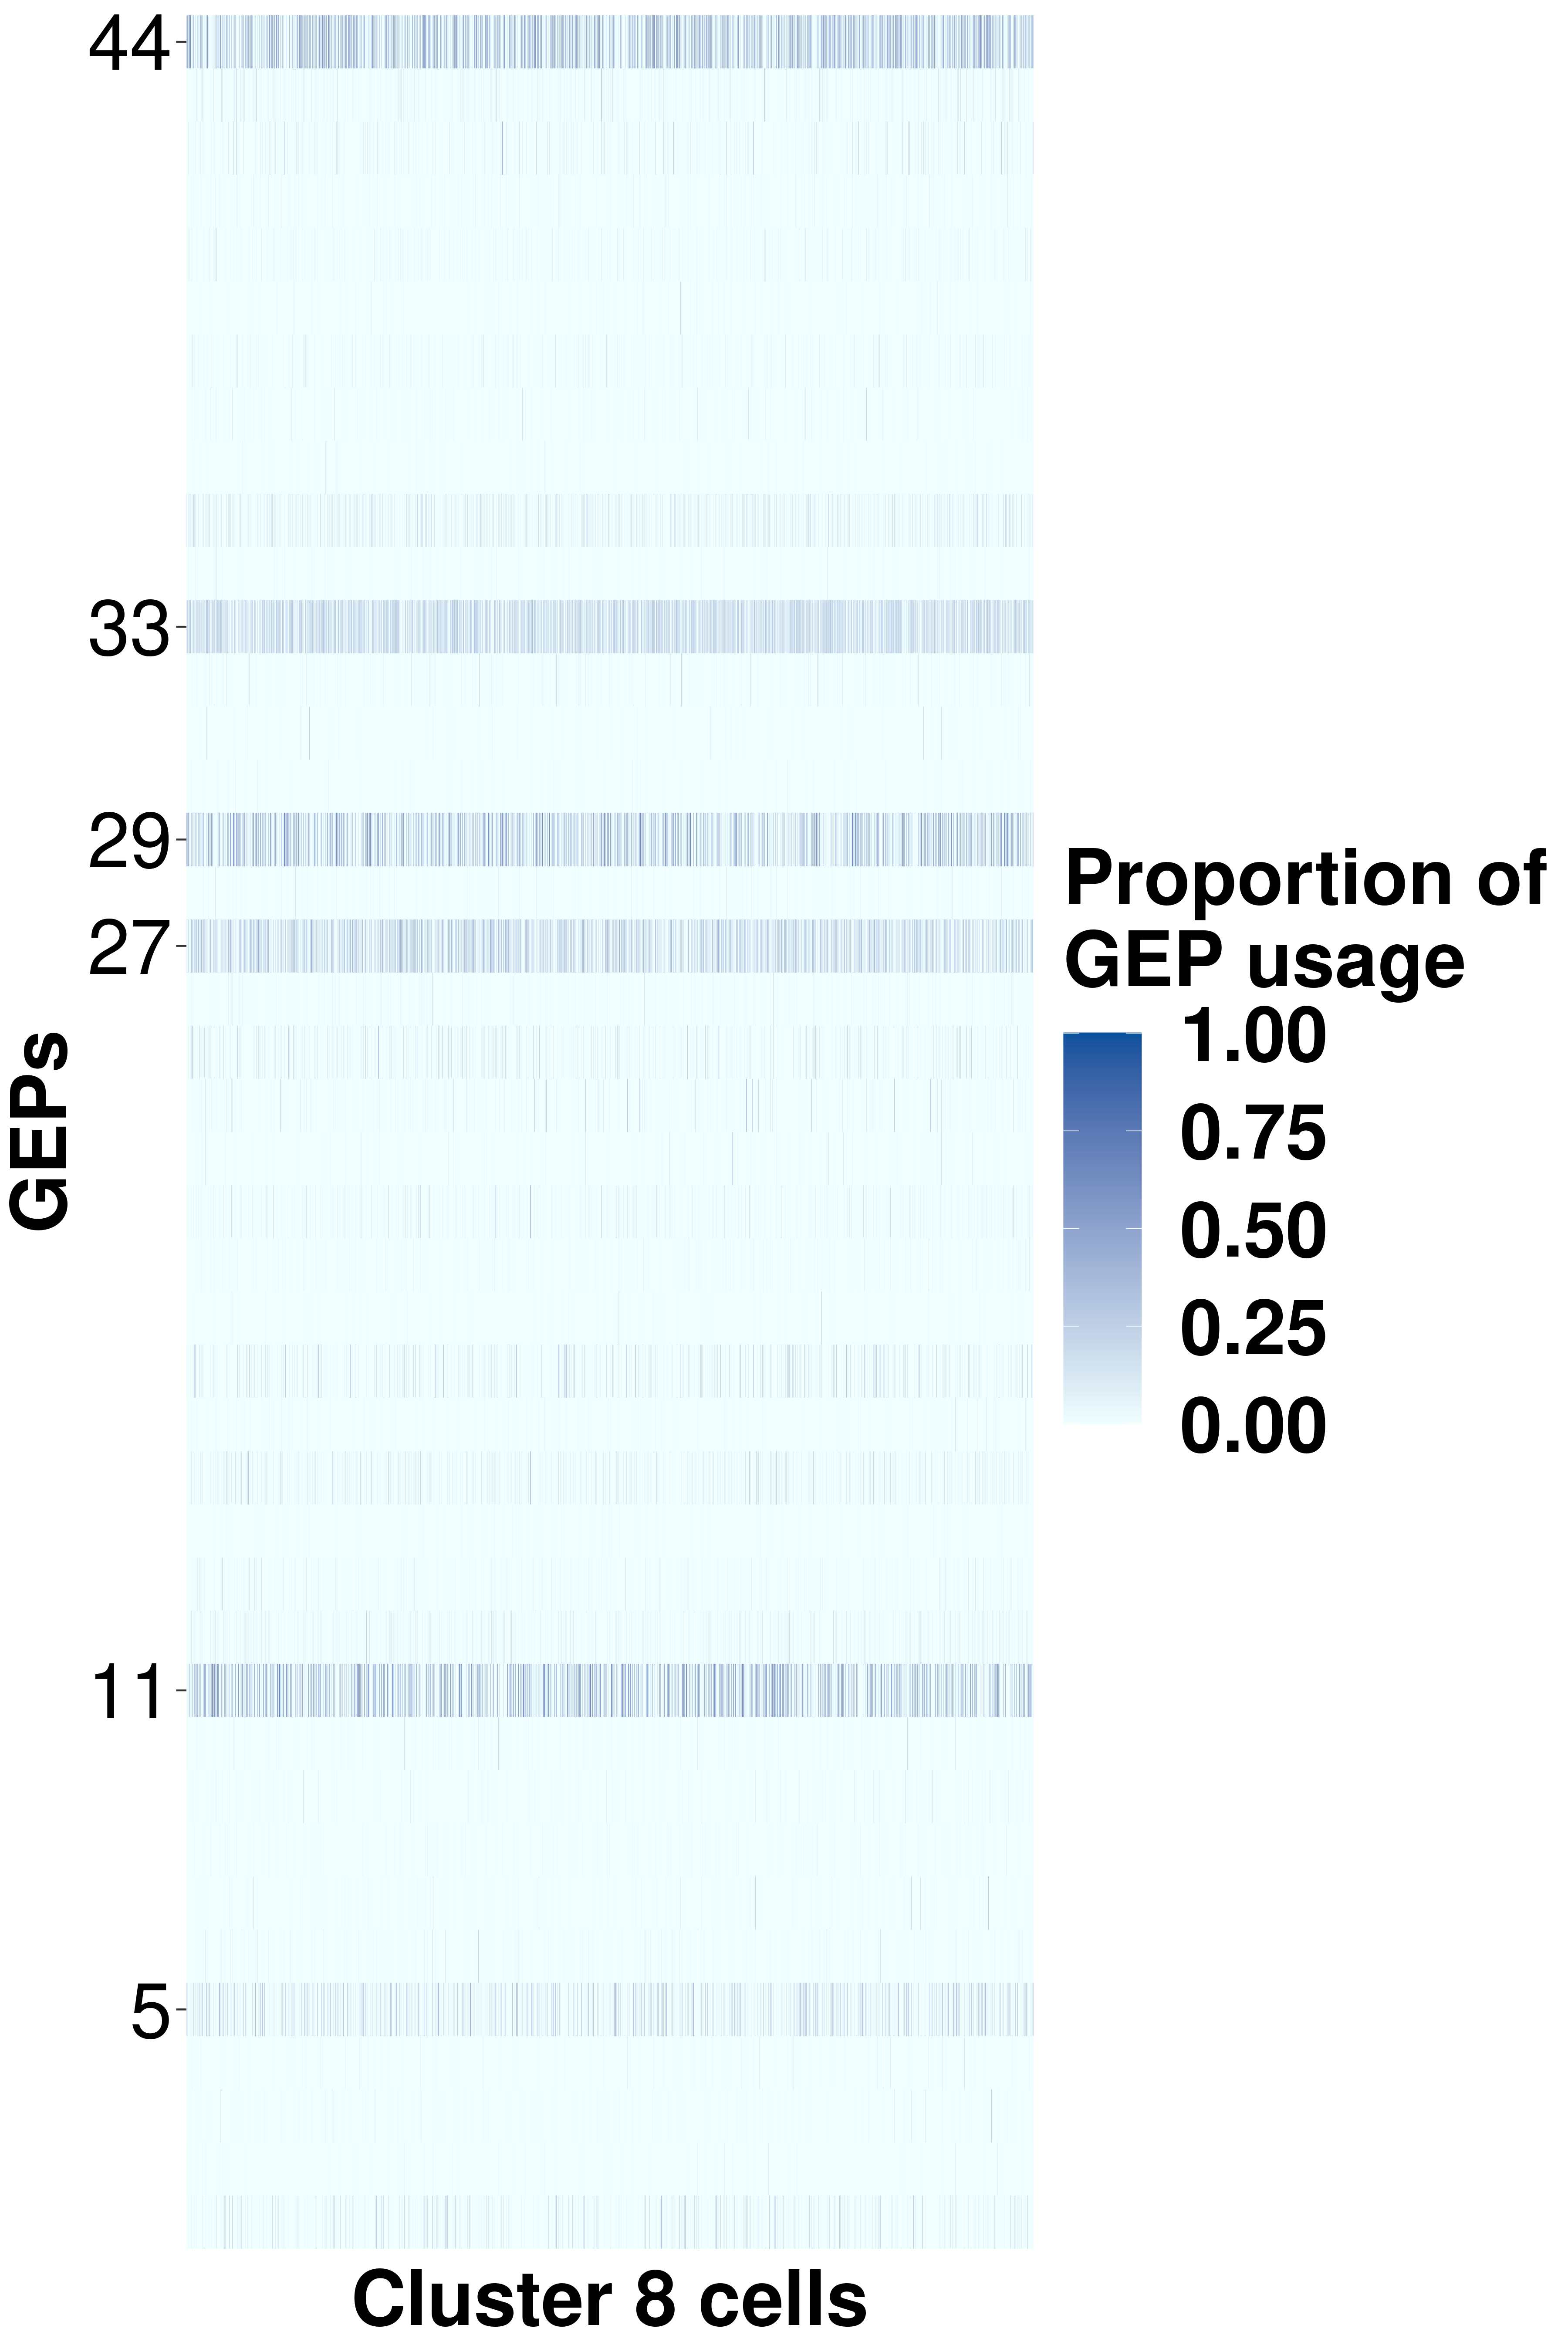 44
33
29
27
11
5
GEPs
Cluster 8 cells
Proportion of
GEP usage
1.00
0.75
0.50
0.25
0.00